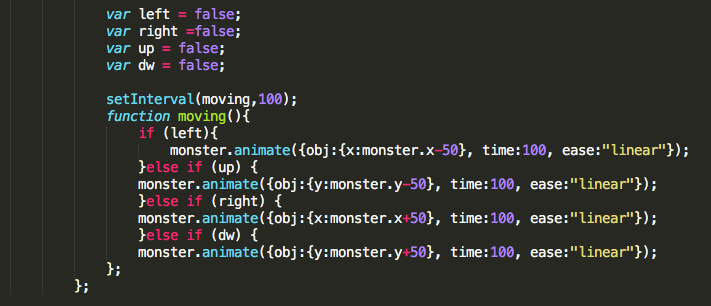 var left = false;
var right =false;
var up = false;
var dw = false;
setInterval(moving,100);
function moving(){
if (left){
monster.animate({obj:{x:monster.x-50}, time:100, ease:"linear"});
}else if (up) {
monster.animate({obj:{y:monster.y-50}, time:100, ease:"linear"});
}else if (right) {
monster.animate({obj:{x:monster.x+50}, time:100, ease:"linear"});
}else if (dw) {
monster.animate({obj:{y:monster.y+50}, time:100, ease:"linear"});
};
};